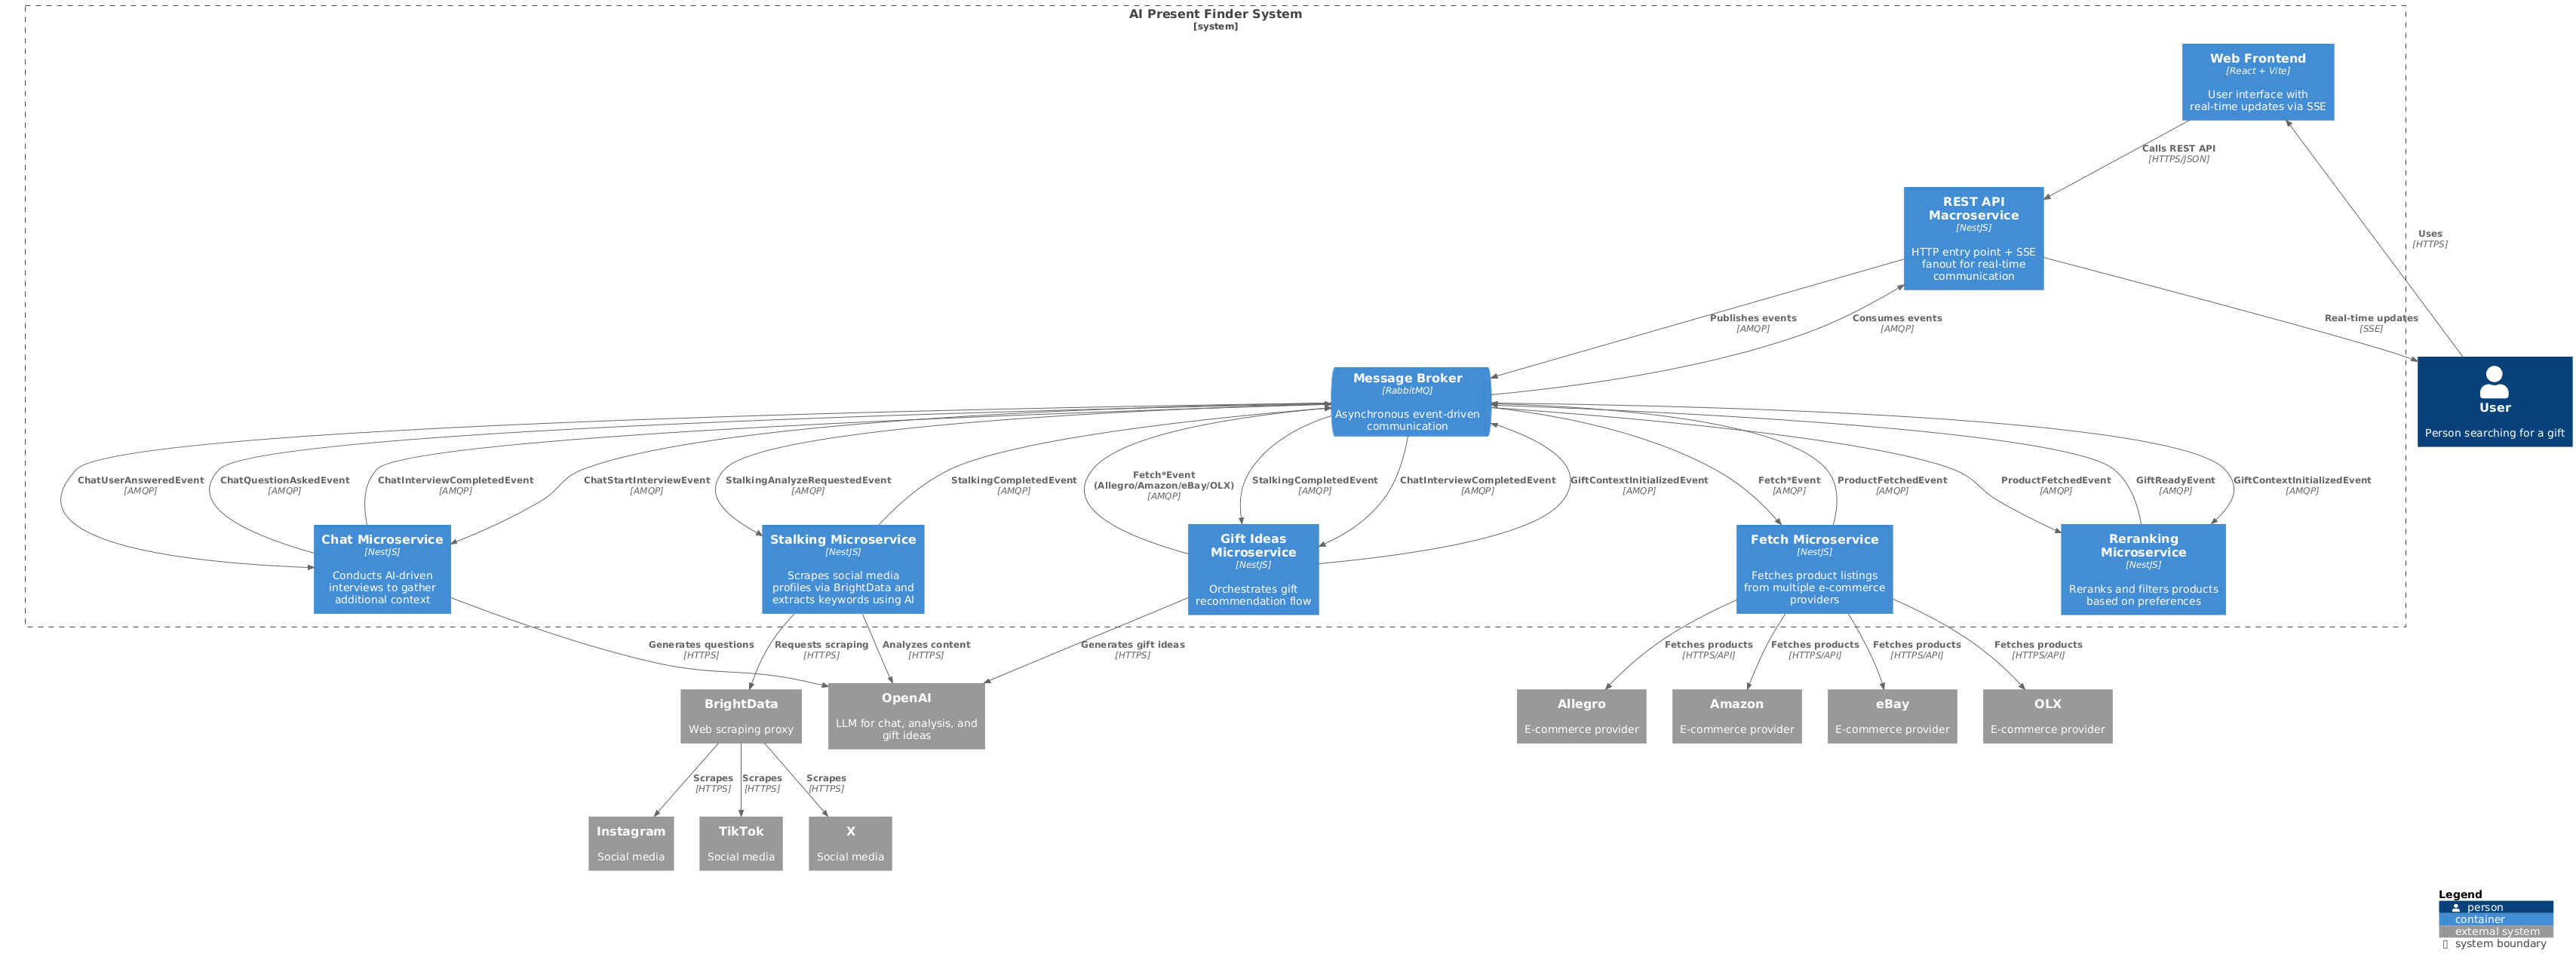 AI Present Finder System
[system]
Web Frontend
[React + Vite]
User interface with
real-time updates via SSE
Calls REST API
[HTTPS/JSON]
REST API
Macroservice
[NestJS]
HTTP entry point + SSE
fanout for real-time
communication
Uses
[HTTPS]
Publishes events
[AMQP]
Consumes events
[AMQP]
Real-time updates
[SSE]
User
Person searching for a gift
Message Broker
[RabbitMQ]
Asynchronous event-driven
communication
ChatUserAnsweredEvent
[AMQP]
ChatQuestionAskedEvent
[AMQP]
ChatInterviewCompletedEvent
[AMQP]
ChatStartInterviewEvent
[AMQP]
StalkingAnalyzeRequestedEvent
[AMQP]
StalkingCompletedEvent
[AMQP]
Fetch*Event
(Allegro/Amazon/eBay/OLX)
[AMQP]
StalkingCompletedEvent
[AMQP]
ChatInterviewCompletedEvent
[AMQP]
GiftContextInitializedEvent
[AMQP]
Fetch*Event
[AMQP]
ProductFetchedEvent
[AMQP]
ProductFetchedEvent
[AMQP]
GiftReadyEvent
[AMQP]
GiftContextInitializedEvent
[AMQP]
Chat Microservice
[NestJS]
Conducts AI-driven
interviews to gather
additional context
Stalking Microservice
[NestJS]
Scrapes social media
profiles via BrightData and
extracts keywords using AI
Gift Ideas
Microservice
[NestJS]
Orchestrates gift
recommendation flow
Fetch Microservice
[NestJS]
Fetches product listings
from multiple e-commerce
providers
Reranking
Microservice
[NestJS]
Reranks and filters products
based on preferences
Generates questions
[HTTPS]
Requests scraping
[HTTPS]
Analyzes content
[HTTPS]
Generates gift ideas
[HTTPS]
Fetches products
[HTTPS/API]
Fetches products
[HTTPS/API]
Fetches products
[HTTPS/API]
Fetches products
[HTTPS/API]
BrightData
Web scraping proxy
OpenAI
LLM for chat, analysis, and
gift ideas
Allegro
E-commerce provider
Amazon
E-commerce provider
eBay
E-commerce provider
OLX
E-commerce provider
Scrapes
[HTTPS]
Scrapes
[HTTPS]
Scrapes
[HTTPS]
Instagram
Social media
TikTok
Social media
X
Social media
Legend
person
container
external system
system boundary